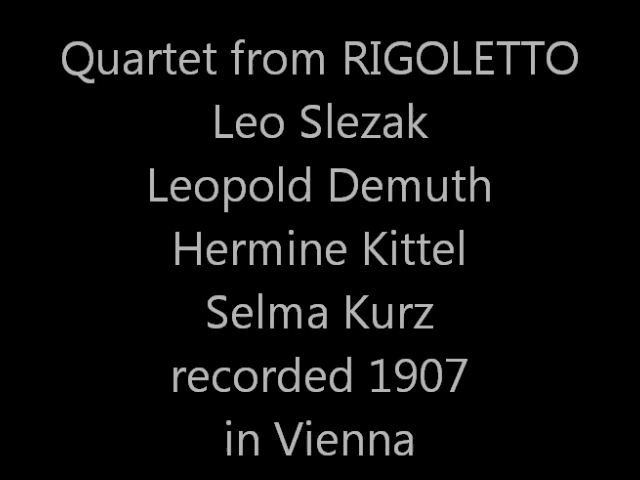 Quartet from RIGOLETTO
Leo Slezak
Leopold Demuth
Hermine Kittel
Selma Kurz
recorded 1907
in Vienna